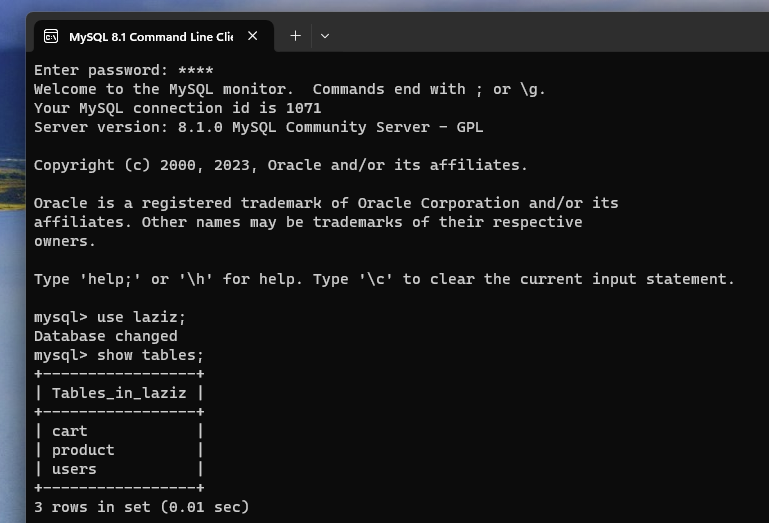 MySQL 8.1 Command Line Clie
Enter password: ****
Welcome to the MySQL monitor.  Commands end with ; or \g.
Your MySQL connection id is 1071
Server version: 8.1.0 MySQL Community Server - GPL

Copyright (c) 2000, 2023, Oracle and/or its affiliates.

Oracle is a registered trademark of Oracle Corporation and/or its
affiliates. Other names may be trademarks of their respective
owners.

Type 'help;' or '\h' for help. Type '\c' to clear the current input statement.

mysql> use laziz;
Database changed
mysql> show tables;
+-----------------+
| Tables_in_laziz |
+-----------------+
| cart            |
| product         |
| users           |
+-----------------+
3 rows in set (0.01 sec)